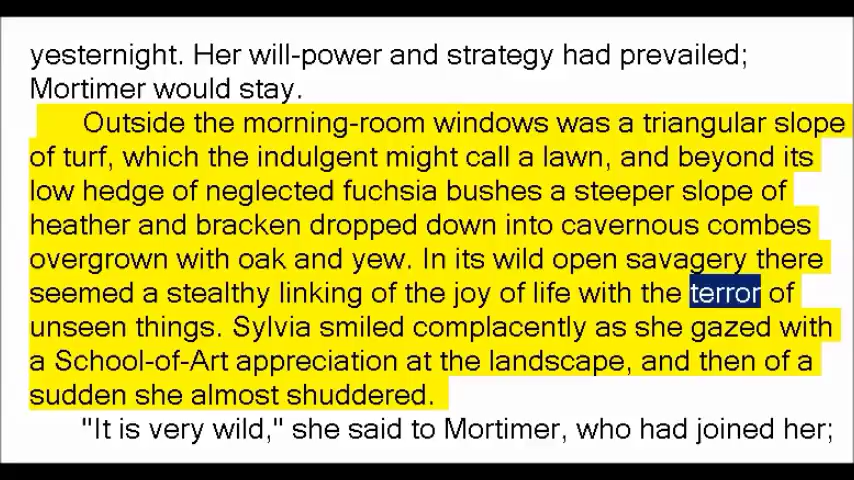 yesternight. Her will-power and strategy had prevailed;
Mortimer would stay.
Outside the morning-room windows was a triangular slope
of turf, which the indulgent might call a lawn, and beyond its
low hedge of neglected fuchsia bushes a steeper slope of
heather and bracken dropped down into cavernous combes
overgrown with oak and yew. In its wild open savagery there
seemed a stealthy linking of the joy of life with the terror of
unseen things. Sylvia smiled complacently as she gazed with
a School-of-Art appreciation at the landscape, and then of a
sudden she almost shuddered.
"It is very wild," she said to Mortimer, who had joined her;